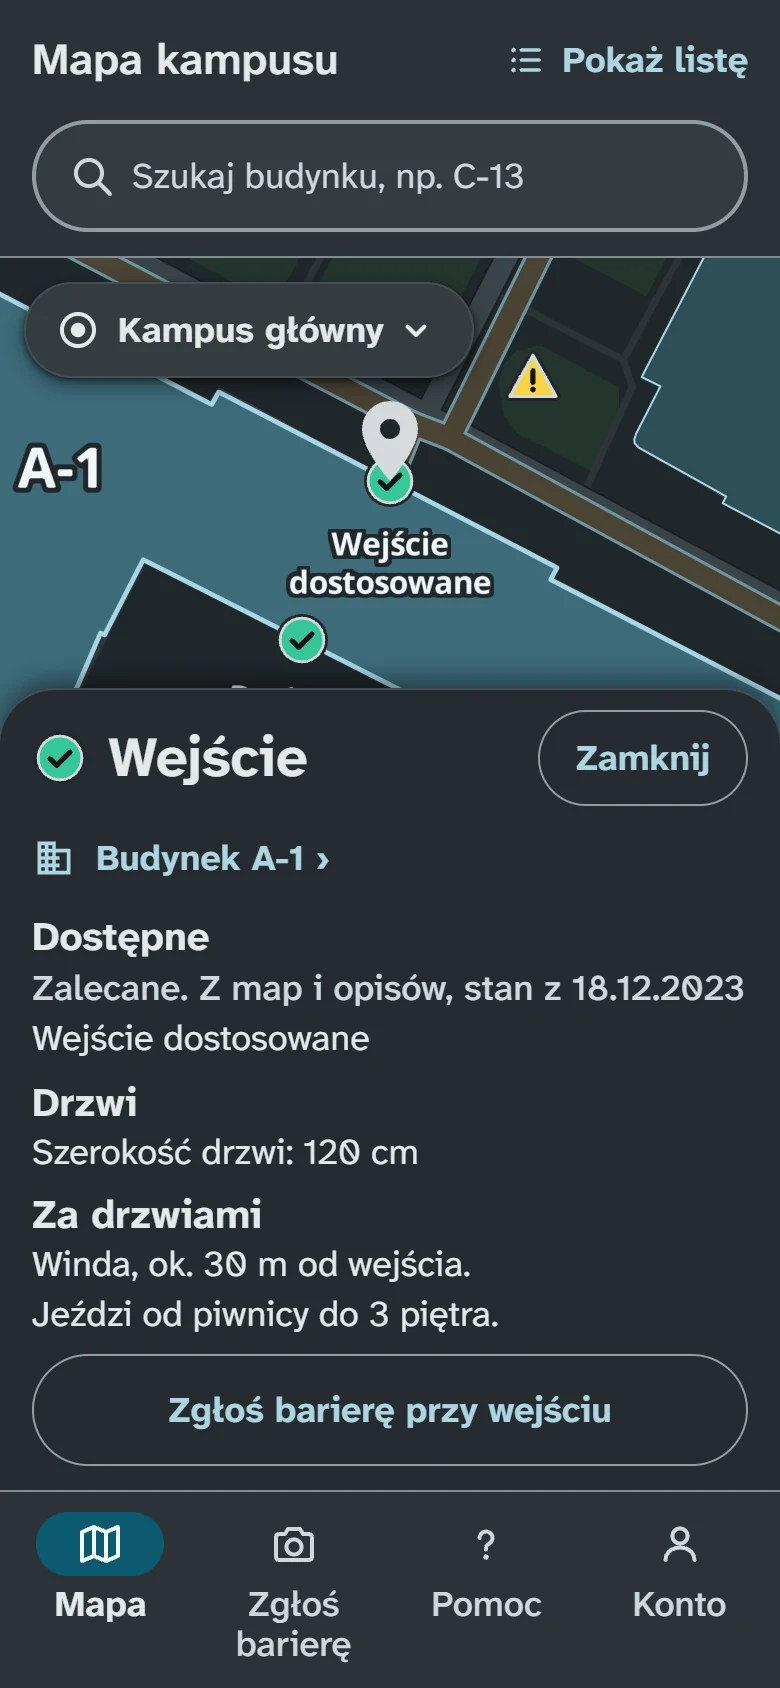 Mapa kampusu
Pokaż listę
Szukaj budynku, np. C-13
Kampus główny
A-1
Wejście
dostosowane
Wejście
Zamknij
Budynek A-1 ›
Dostępne
Zalecane. Z map i opisów, stan z 18.12.2023
Wejście dostosowane
Drzwi
Szerokość drzwi: 120 cm
Za drzwiami
Winda, ok. 30 m od wejścia.
Jeździ od piwnicy do 3 piętra.
Zgłoś barierę przy wejściu
Mapa
Zgłoś
barierę
Pomoc
Konto